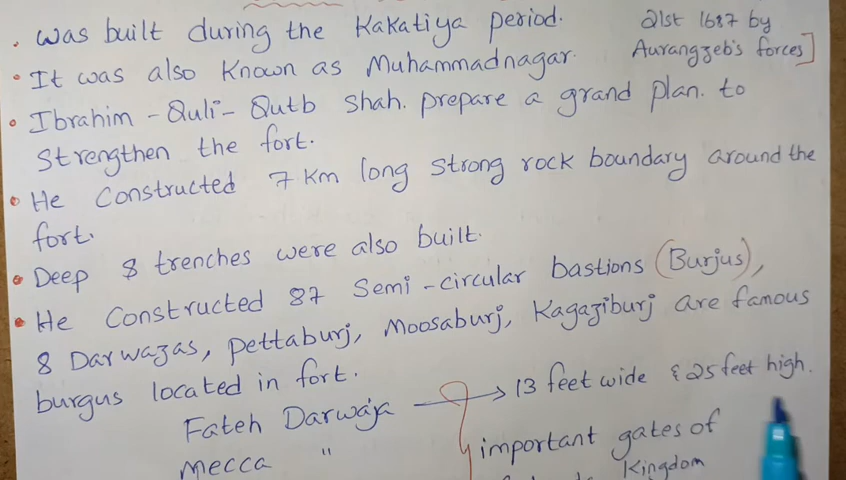 . was built during the Kakatiya period.
21st 1687 by
Aurangzeb's forces]
• It was also known as Muhammadnagar.
• Ibrahim - Quli - Qutb Shah. prepare a grand plan. to
strengthen the fort.
• He constructed 7 Km long strong rock boundary around the
fort.
• Deep 8 trenches were also built.
• He constructed 87 Semi-circular bastions (Burjus),
8 Darwazas, pettaburj, Moosaburj, Kagaziburj are famous
burgus located in fort.
Fateh Darwaja → 13 feet wide & 25 feet high.
Mecca "
important gates of
Kingdom